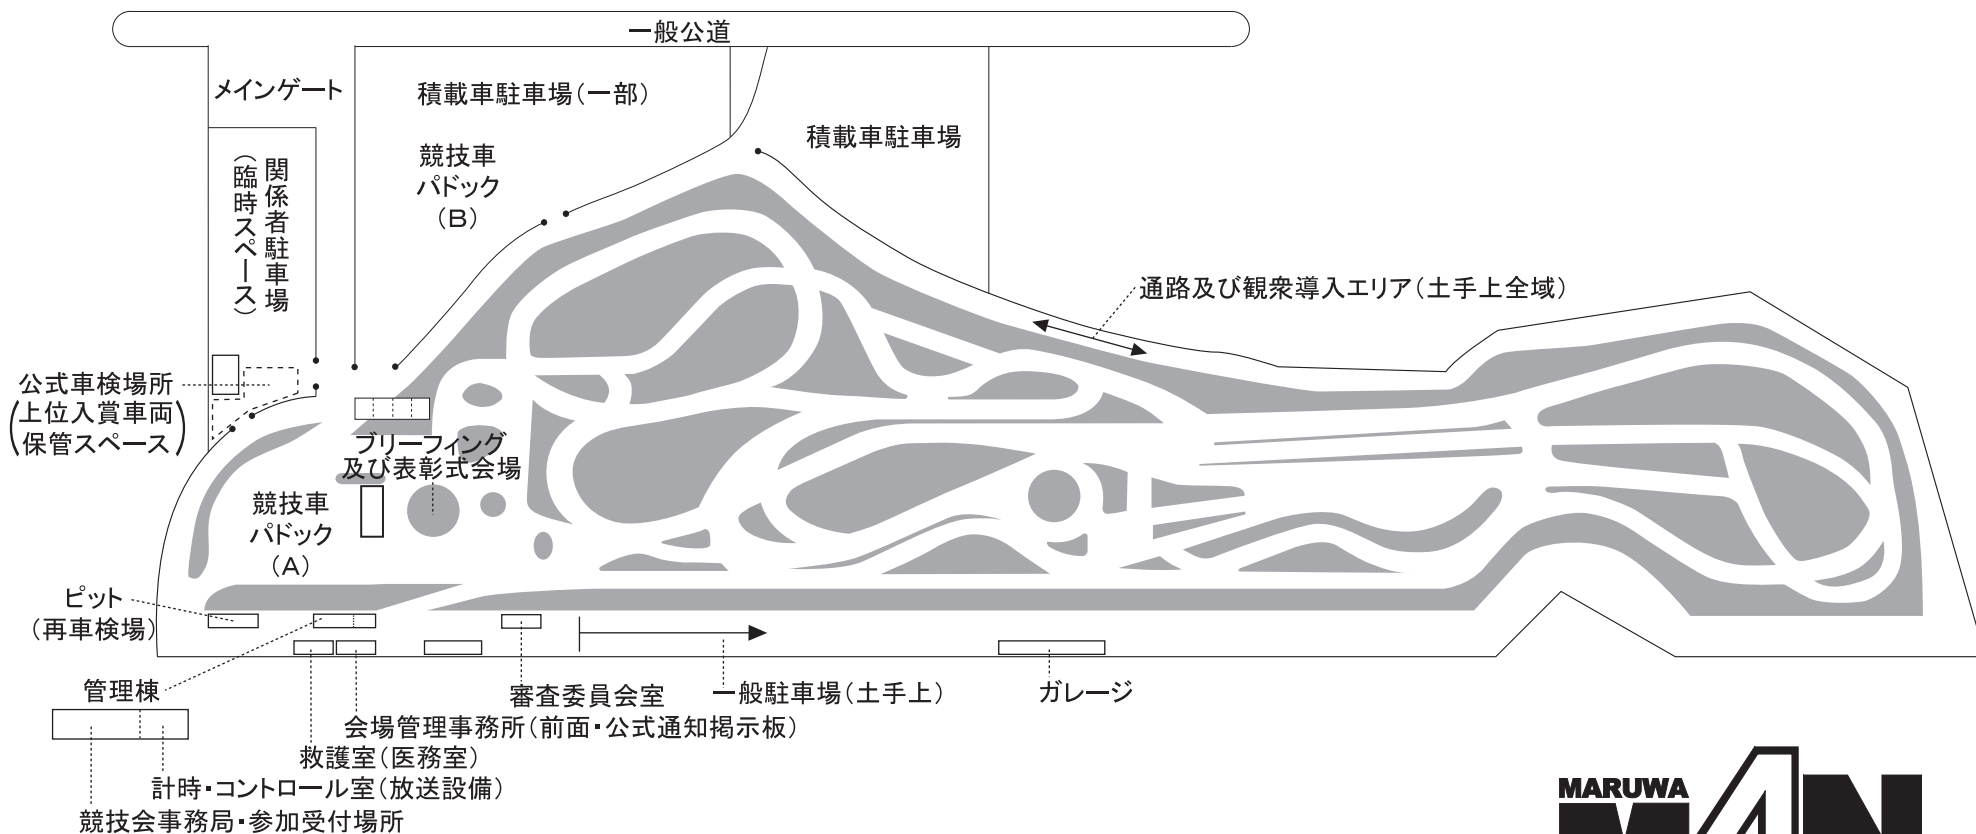 一般公道
メインゲート
積載車駐車場(一部)
積載車駐車場
競技車
パドック
(B)
関係者駐車場
(臨時スペース)
通路及び観衆導入エリア(土手上全域)
公式車検場所
(上位入賞車両
保管スペース)
ブリーフィング
及び表彰式会場
競技車
パドック
(A)
ピット
(再車検場)
管理棟
審査委員会室
一般駐車場(土手上)
ガレージ
会場管理事務所(前面・公式通知掲示板)
救護室(医務室)
計時・コントロール室(放送設備)
競技会事務局・参加受付場所
MARUWA